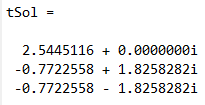 tSol =
2.5445116 + 0.0000000i
-0.7722558 + 1.8258282i
-0.7722558 - 1.8258282i